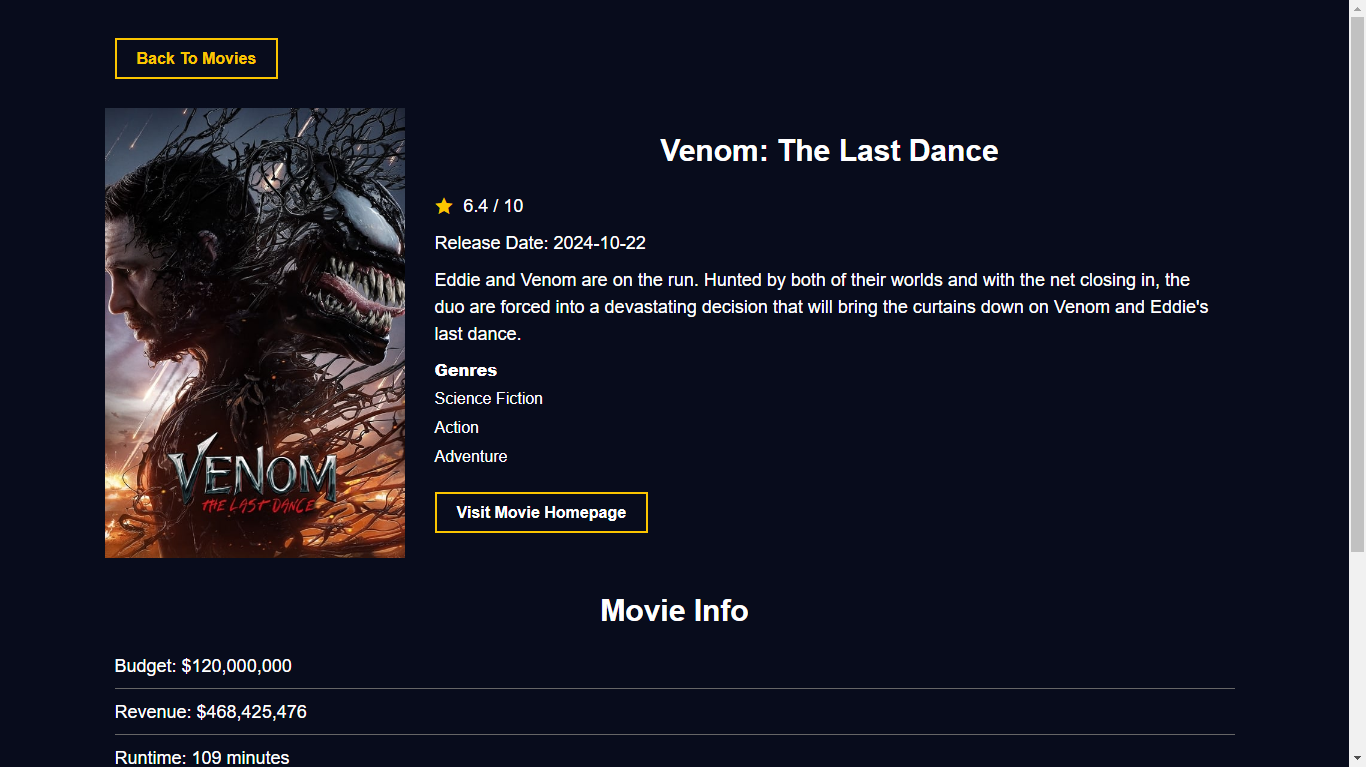 Back To Movies
Venom: The Last Dance
6.4 / 10
Release Date: 2024-10-22
Eddie and Venom are on the run. Hunted by both of their worlds and with the net closing in, the
duo are forced into a devastating decision that will bring the curtains down on Venom and Eddie's
last dance.
Genres
Science Fiction
Action
Adventure
VENOM
THE LAST DANCE
Visit Movie Homepage
Movie Info
Budget: $120,000,000
Revenue: $468,425,476
Runtime: 109 minutes